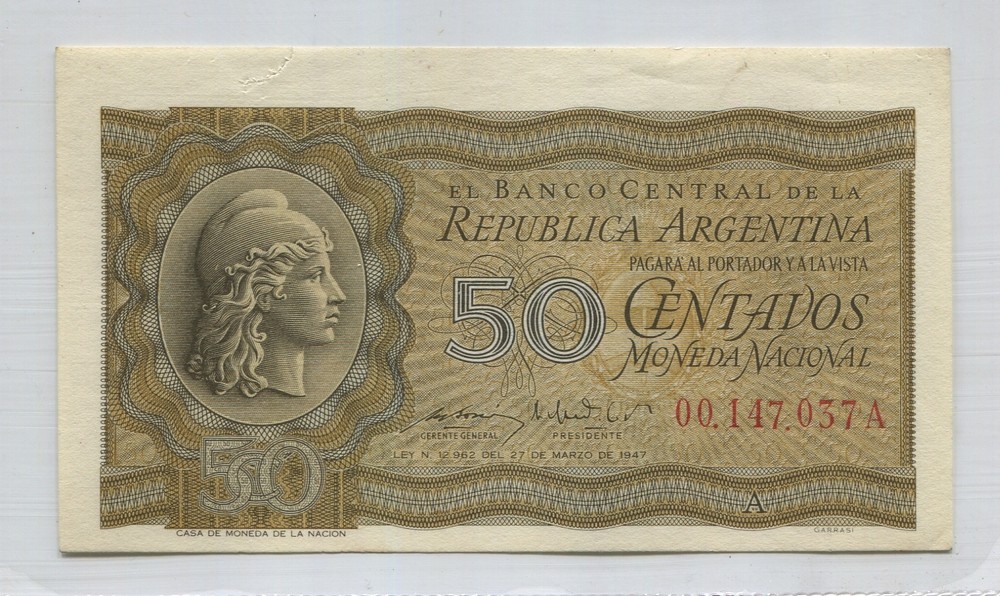 EL BANCO CENTRAL DE LA
REPUBLICA ARGENTINA
PAGARA AL PORTADOR Y A LA VISTA
50 CENTAVOS
MONEDA NACIONAL
00.147.037A
GERENTE GENERAL PRESIDENTE
LEY N. 12.962 DEL 27 DE MARZO DE 1947
50
A
CASA DE MONEDA DE LA NACION
GARRASI